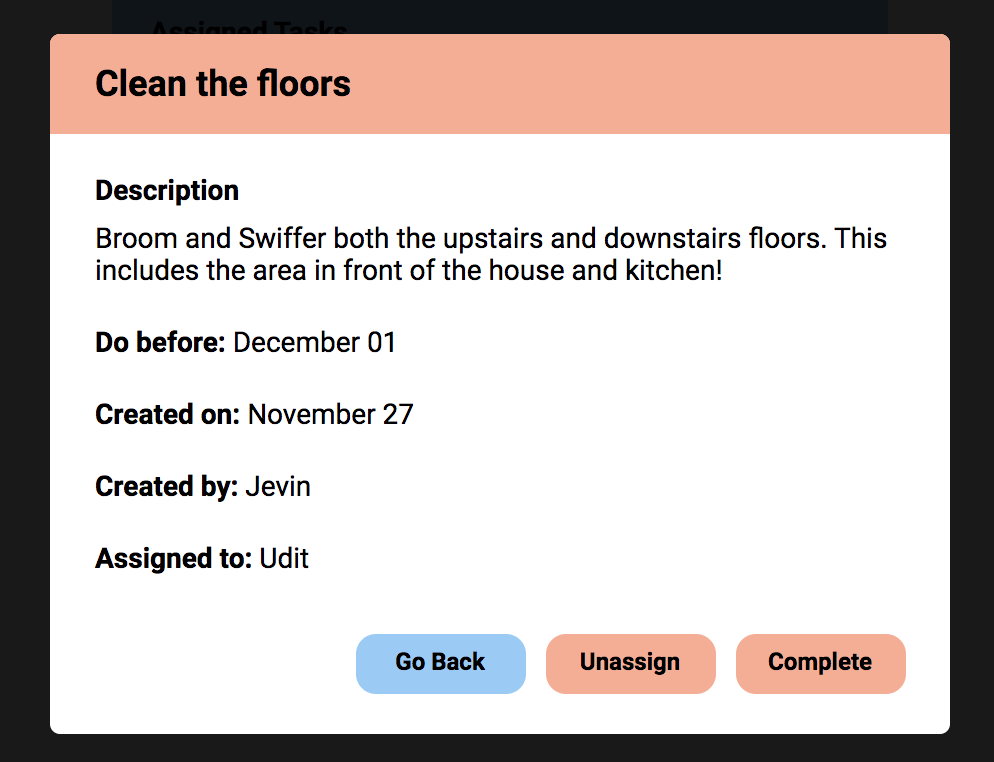 Assigned Tasks
Clean the floors
Description
Broom and Swiffer both the upstairs and downstairs floors. This
includes the area in front of the house and kitchen!
Do before: December 01
Created on: November 27
Created by: Jevin
Assigned to: Udit
Go Back
Unassign
Complete